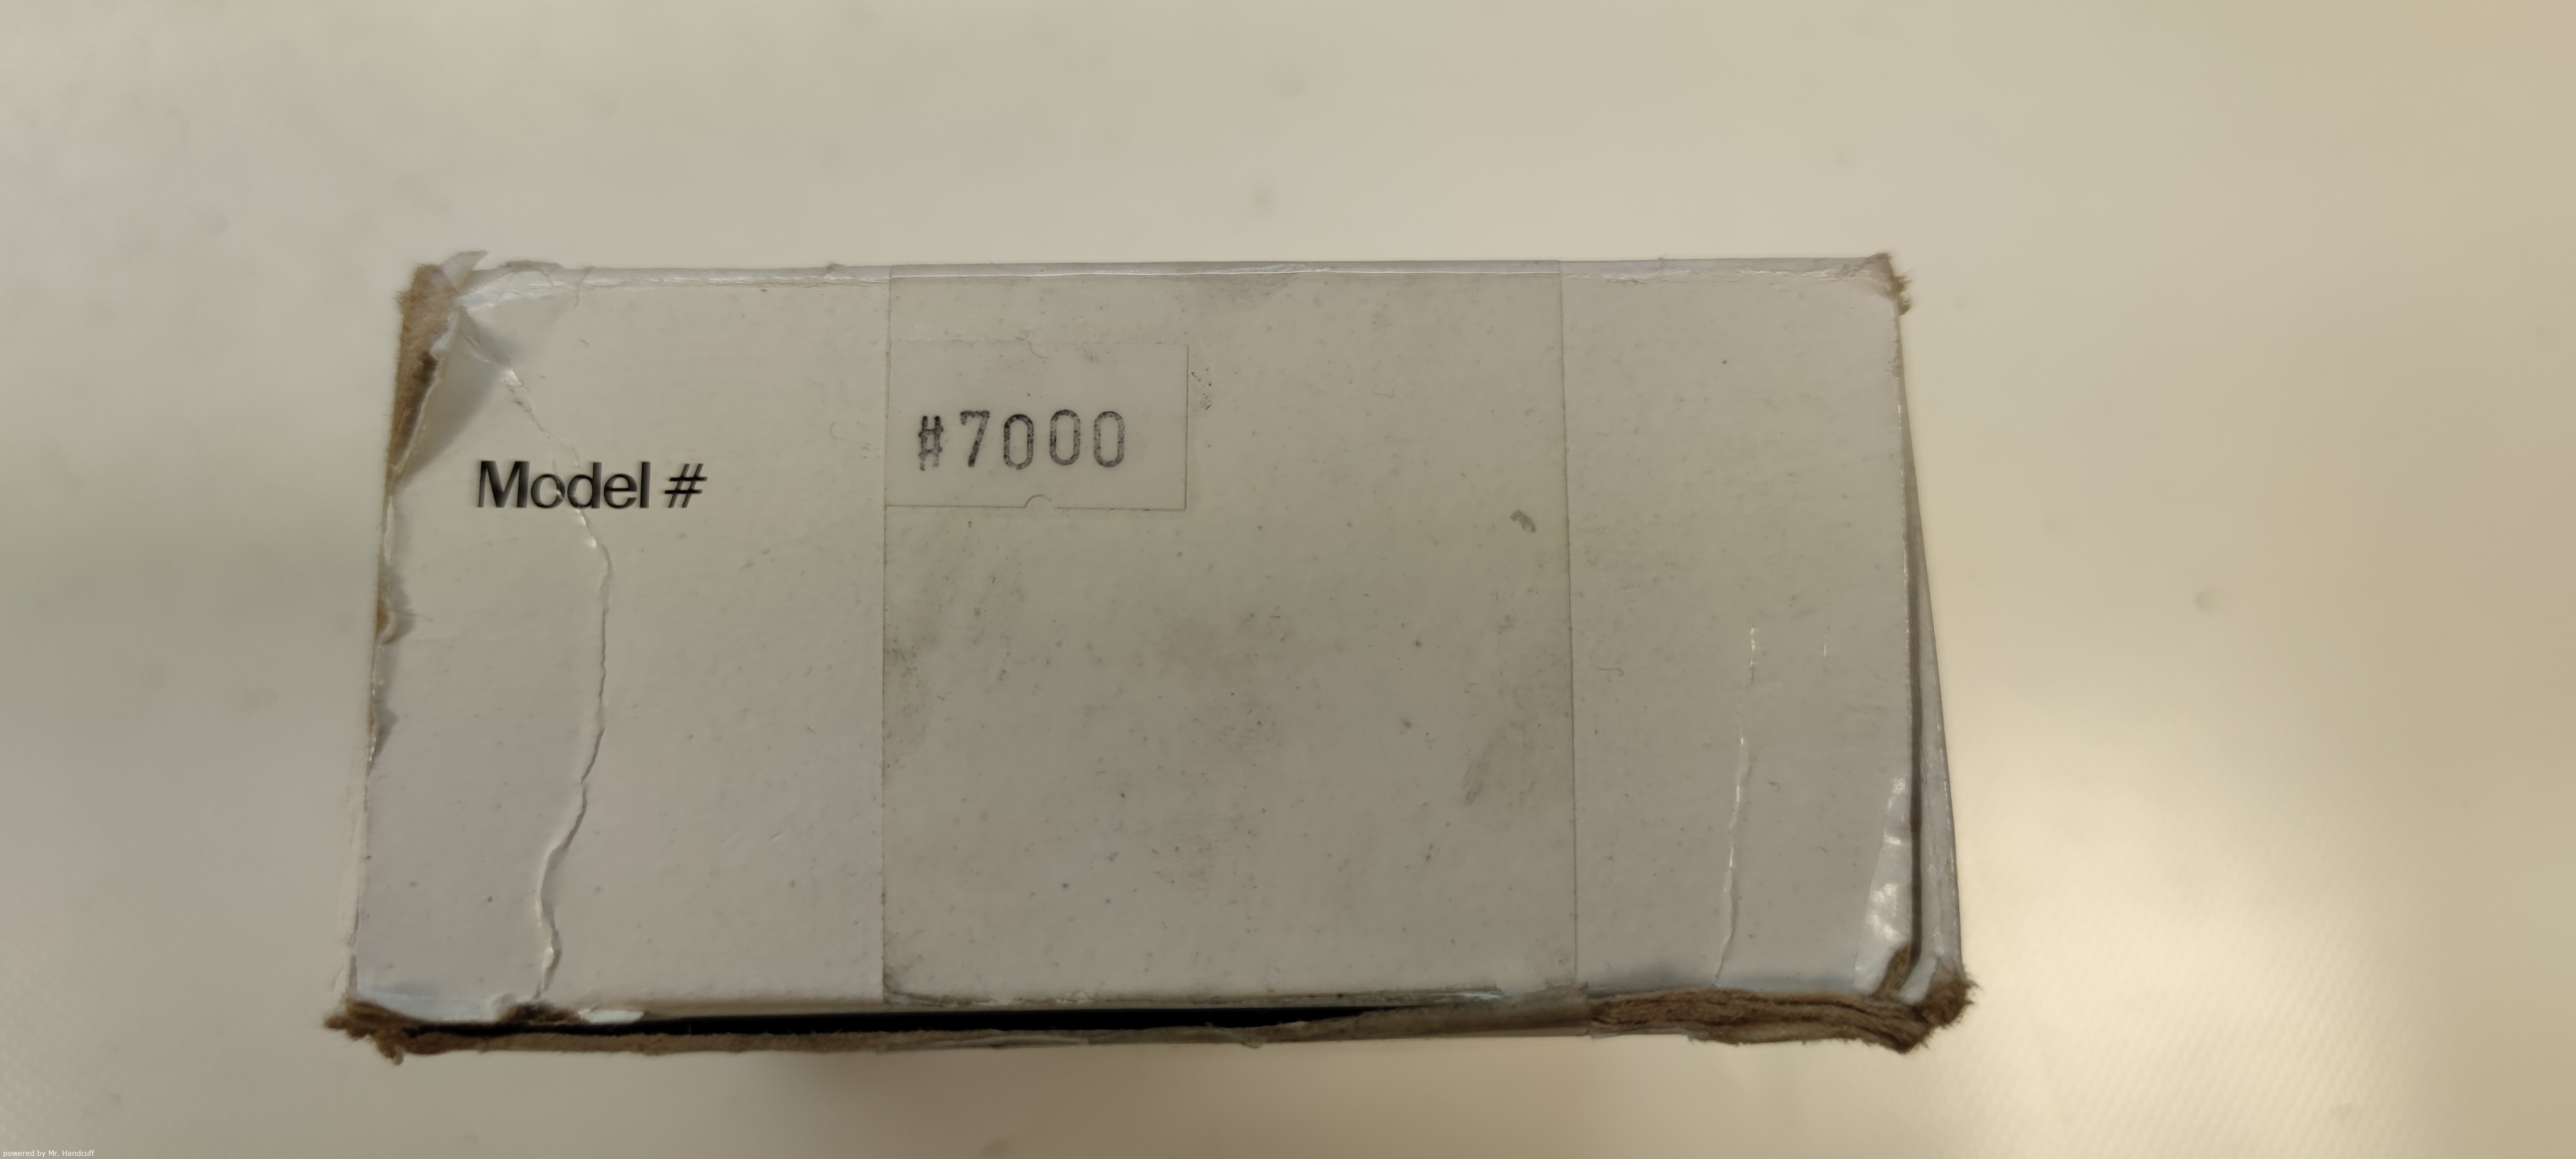 #7000
Model #
powered by Mr. Handcuff